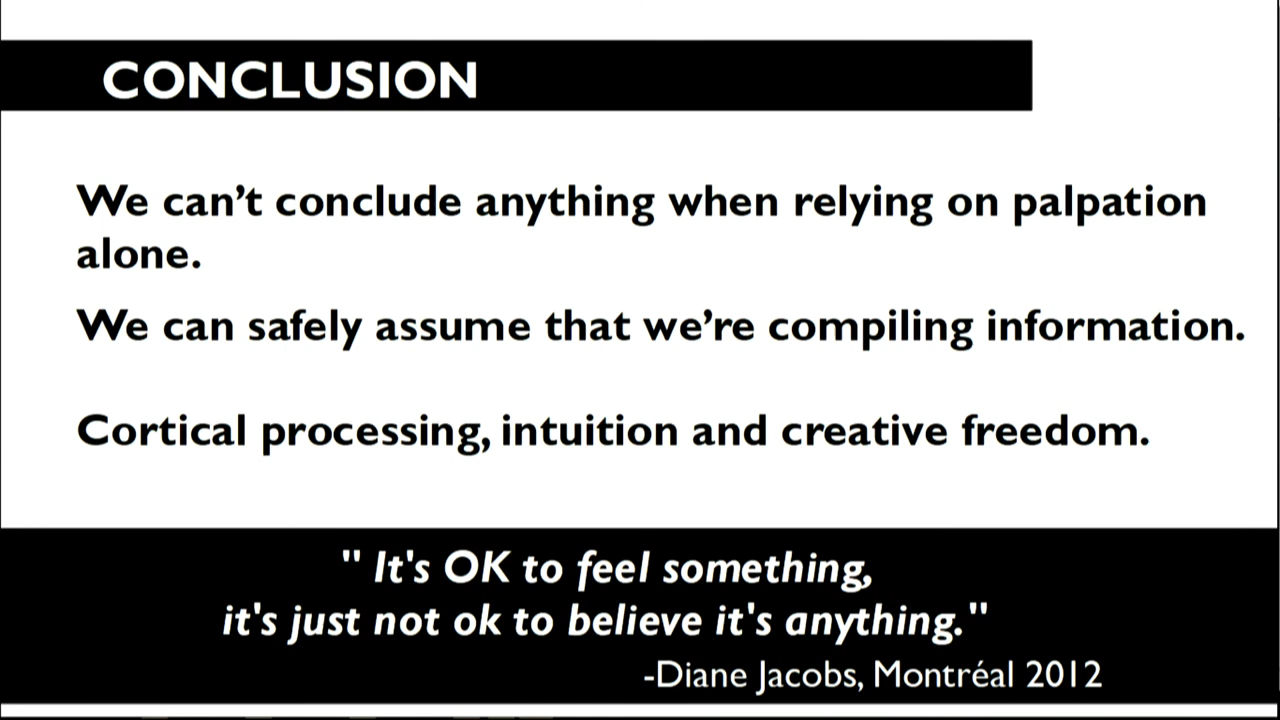 CONCLUSION
We can’t conclude anything when relying on palpation
alone.
We can safely assume that we’re compiling information.
Cortical processing, intuition and creative freedom.
" It's OK to feel something,
it's just not ok to believe it's anything."
-Diane Jacobs, Montréal 2012